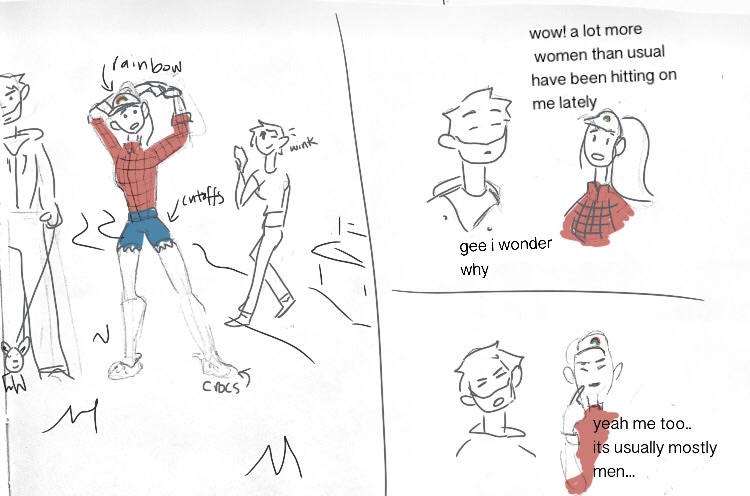 rainbow
cutoffs
wink
crocs
wow! a lot more
women than usual
have been hitting on
me lately
gee i wonder
why
yeah me too..
its usually mostly
men...